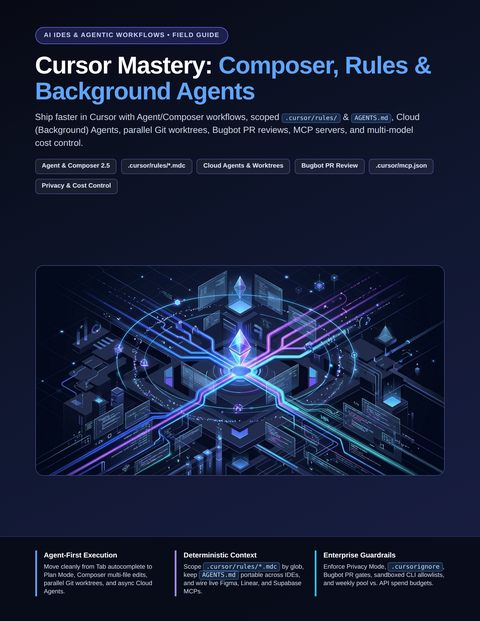 AI IDES & AGENTIC WORKFLOWS • FIELD GUIDE
Cursor Mastery: Composer, Rules &
Background Agents
Ship faster in Cursor with Agent/Composer workflows, scoped .cursor/rules/ & AGENTS.md, Cloud
(Background) Agents, parallel Git worktrees, Bugbot PR reviews, MCP servers, and multi-model
cost control.
Agent & Composer 2.5
.cursor/rules/*.mdc
Cloud Agents & Worktrees
Bugbot PR Review
.cursor/mcp.json
Privacy & Cost Control
Agent-First Execution
Move cleanly from Tab autocomplete to
Plan Mode, Composer multi-file edits,
parallel Git worktrees, and async Cloud
Agents.
Deterministic Context
Scope .cursor/rules/*.mdc by glob,
keep AGENTS.md portable across IDEs,
and wire live Figma, Linear, and Supabase
MCPs.
Enterprise Guardrails
Enforce Privacy Mode, .cursorignore,
Bugbot PR gates, sandboxed CLI allowlists,
and weekly pool vs. API spend budgets.